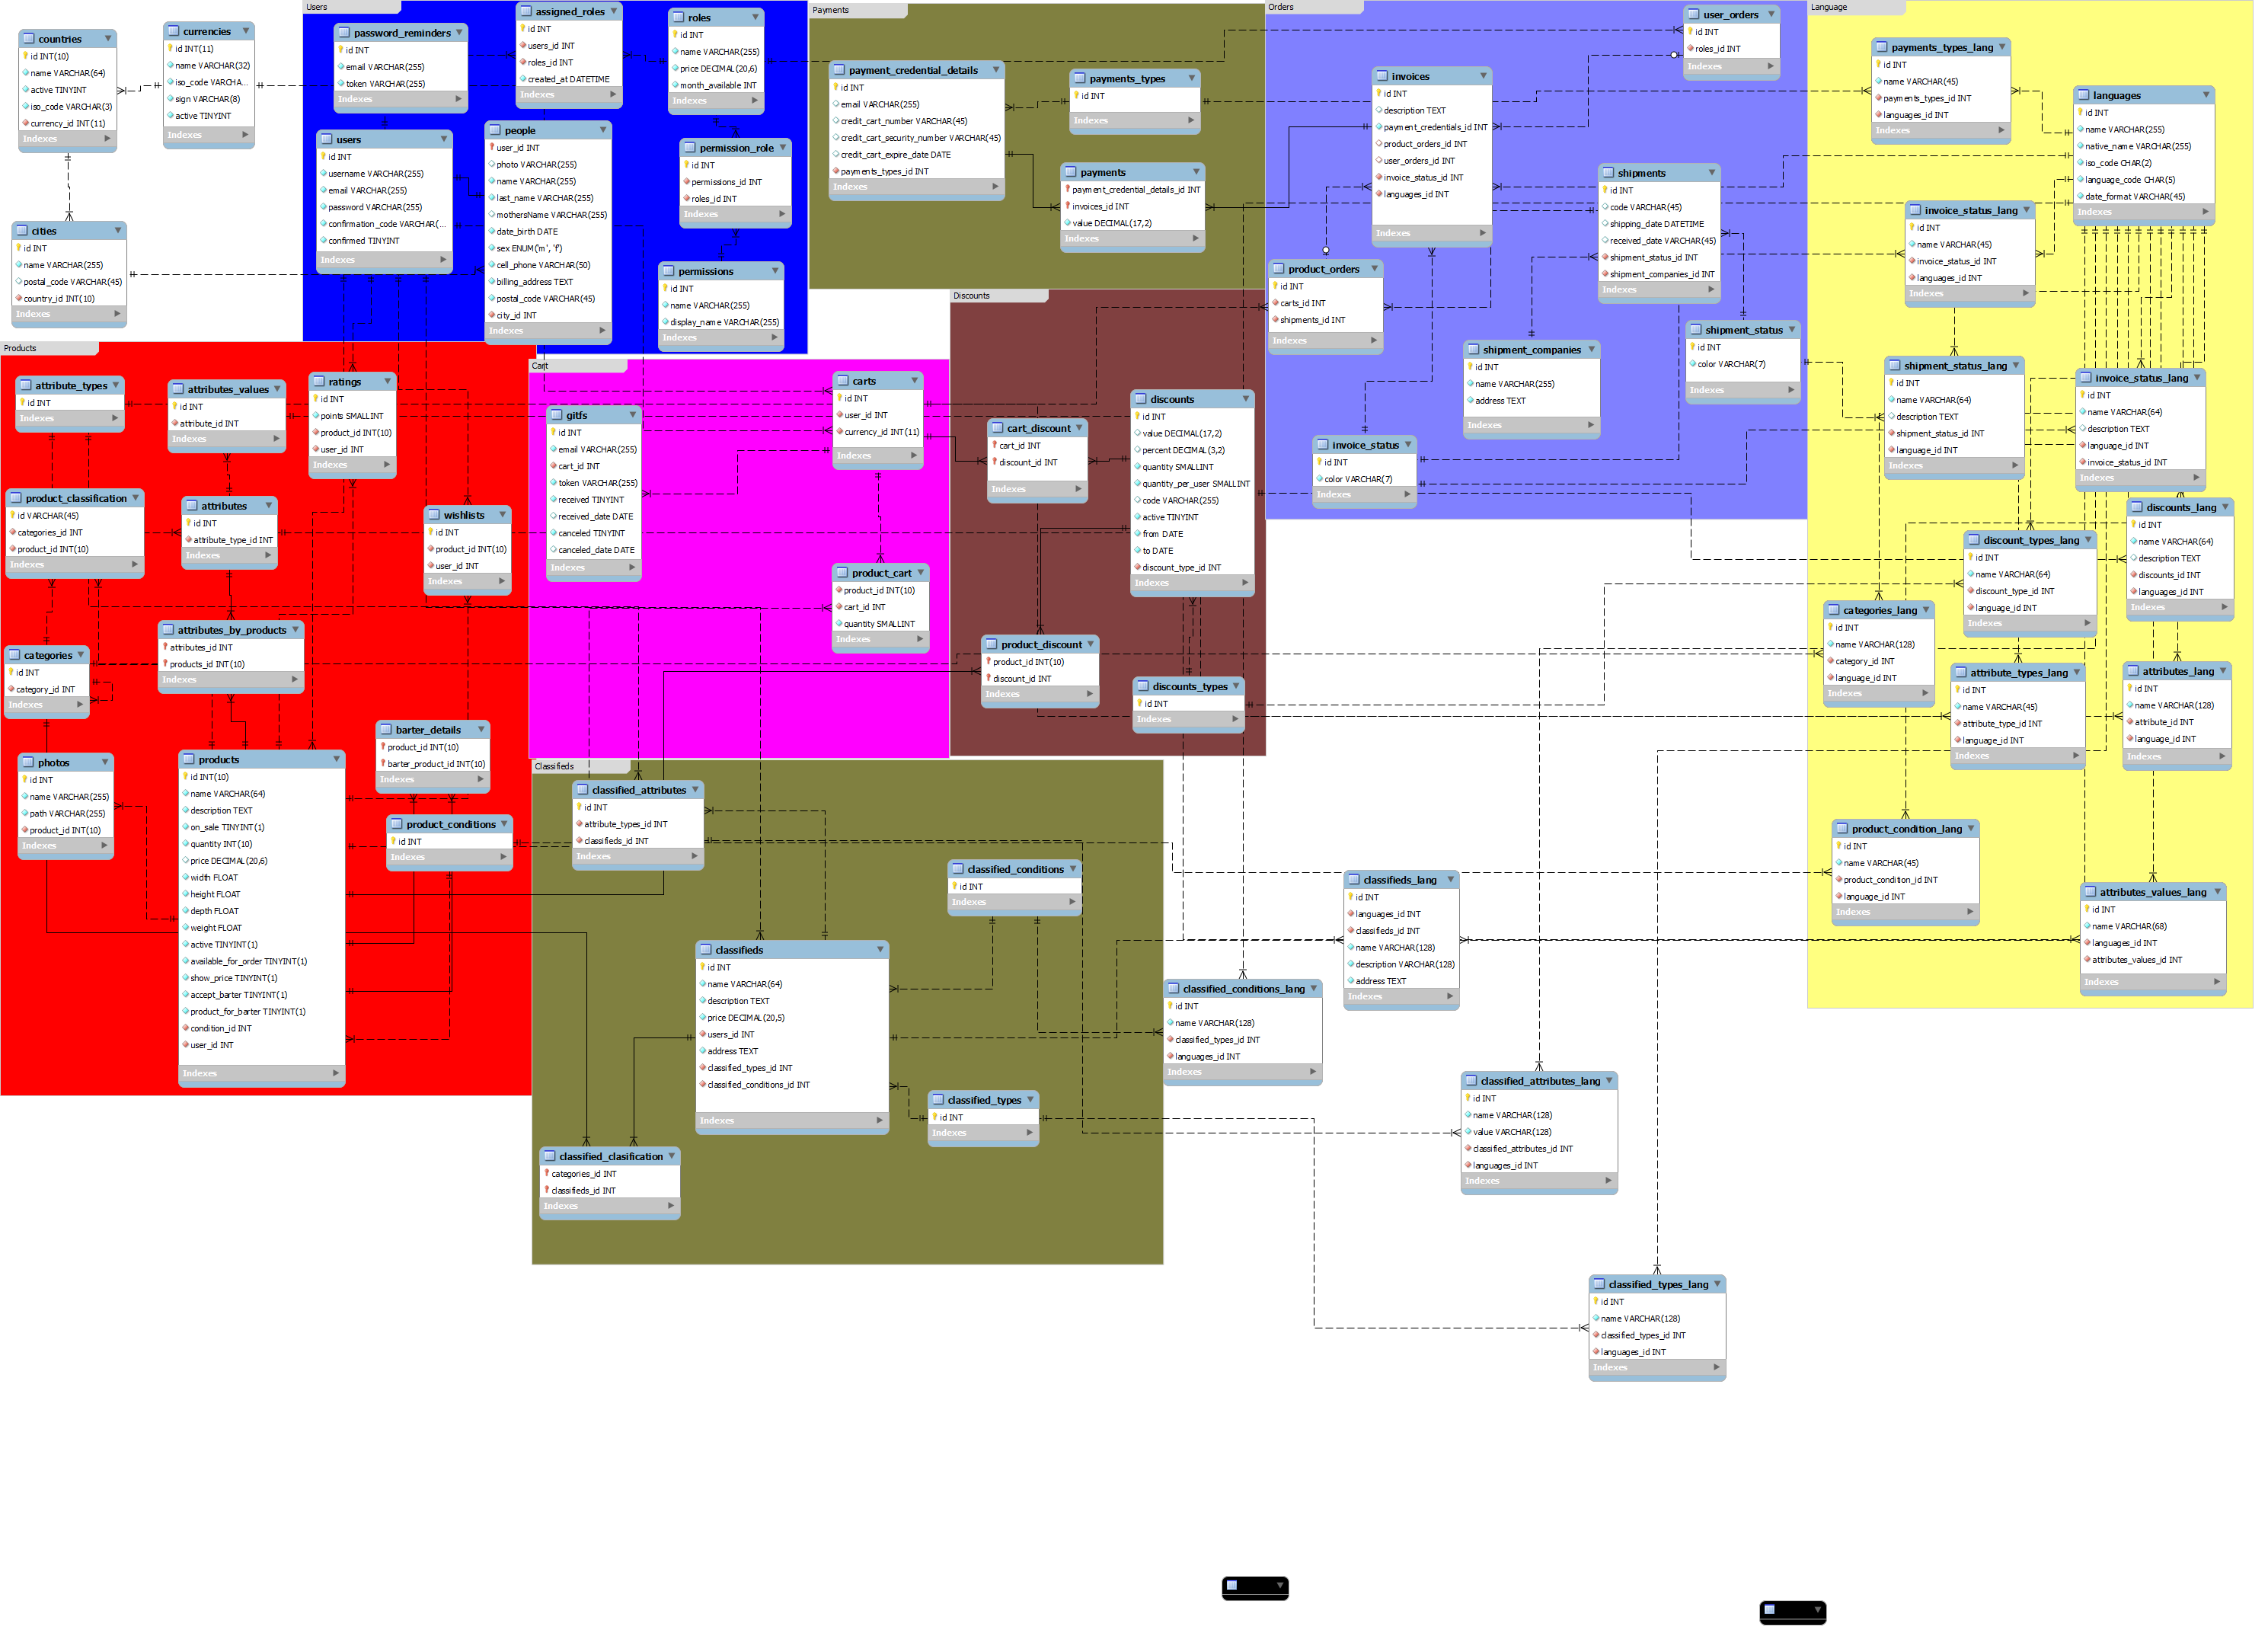 countries
id INT(10)
name VARCHAR(64)
active TINYINT
iso_code VARCHAR(3)
currency_id INT(11)
Indexes
currencies
id INT(11)
name VARCHAR(32)
iso_code VARCHA...
sign VARCHAR(8)
active TINYINT
Indexes
cities
id INT
name VARCHAR(255)
postal_code VARCHAR(45)
country_id INT(10)
Indexes
Users
password_reminders
id INT
email VARCHAR(255)
token VARCHAR(255)
Indexes
assigned_roles
id INT
users_id INT
roles_id INT
created_at DATETIME
Indexes
roles
id INT
name VARCHAR(255)
price DECIMAL(20,6)
month_available INT
Indexes
users
id INT
username VARCHAR(255)
email VARCHAR(255)
password VARCHAR(255)
confirmation_code VARCHAR(...
confirmed TINYINT
Indexes
people
user_id INT
photo VARCHAR(255)
name VARCHAR(255)
last_name VARCHAR(255)
mothersName VARCHAR(255)
date_birth DATE
sex ENUM('m', 'f')
cell_phone VARCHAR(50)
billing_address TEXT
postal_code VARCHAR(45)
city_id INT
Indexes
permission_role
id INT
permissions_id INT
roles_id INT
Indexes
permissions
id INT
name VARCHAR(255)
display_name VARCHAR(255)
Indexes
Payments
payment_credential_details
id INT
email VARCHAR(255)
credit_cart_number VARCHAR(45)
credit_cart_security_number VARCHAR(45)
credit_cart_expire_date DATE
payments_types_id INT
Indexes
payments_types
id INT
Indexes
payments
payment_credential_details_id INT
invoices_id INT
value DECIMAL(17,2)
Indexes
Orders
user_orders
id INT
roles_id INT
Indexes
invoices
id INT
description TEXT
payment_credentials_id INT
product_orders_id INT
user_orders_id INT
invoice_status_id INT
languages_id INT
Indexes
shipments
id INT
code VARCHAR(45)
shipping_date DATETIME
received_date VARCHAR(45)
shipment_status_id INT
shipment_companies_id INT
Indexes
product_orders
id INT
carts_id INT
shipments_id INT
Indexes
shipment_companies
id INT
name VARCHAR(255)
address TEXT
Indexes
shipment_status
id INT
color VARCHAR(7)
Indexes
invoice_status
id INT
color VARCHAR(7)
Indexes
Language
payments_types_lang
id INT
name VARCHAR(45)
payments_types_id INT
languages_id INT
Indexes
languages
id INT
name VARCHAR(255)
native_name VARCHAR(255)
iso_code CHAR(2)
language_code CHAR(5)
date_format VARCHAR(45)
Indexes
invoice_status_lang
id INT
name VARCHAR(45)
invoice_status_id INT
languages_id INT
Indexes
shipment_status_lang
id INT
name VARCHAR(64)
description TEXT
shipment_status_id INT
language_id INT
Indexes
invoice_status_lang
id INT
name VARCHAR(64)
description TEXT
language_id INT
invoice_status_id INT
Indexes
discounts_lang
id INT
name VARCHAR(64)
description TEXT
discounts_id INT
languages_id INT
Indexes
discount_types_lang
id INT
name VARCHAR(64)
discount_type_id INT
language_id INT
Indexes
categories_lang
id INT
name VARCHAR(128)
category_id INT
language_id INT
Indexes
attribute_types_lang
id INT
name VARCHAR(45)
attribute_type_id INT
language_id INT
Indexes
attributes_lang
id INT
name VARCHAR(128)
attribute_id INT
language_id INT
Indexes
product_condition_lang
id INT
name VARCHAR(45)
product_condition_id INT
language_id INT
Indexes
attributes_values_lang
id INT
name VARCHAR(68)
languages_id INT
attributes_values_id INT
Indexes
Products
attribute_types
id INT
Indexes
attributes_values
id INT
attribute_id INT
Indexes
ratings
id INT
points SMALLINT
product_id INT(10)
user_id INT
Indexes
product_classification
id VARCHAR(45)
categories_id INT
product_id INT(10)
Indexes
attributes
id INT
attribute_type_id INT
Indexes
wishlists
id INT
product_id INT(10)
user_id INT
Indexes
categories
id INT
category_id INT
Indexes
attributes_by_products
attributes_id INT
products_id INT(10)
Indexes
barter_details
product_id INT(10)
barter_product_id INT(10)
Indexes
photos
id INT
name VARCHAR(255)
path VARCHAR(255)
product_id INT(10)
Indexes
products
id INT(10)
name VARCHAR(64)
description TEXT
on_sale TINYINT(1)
quantity INT(10)
price DECIMAL(20,6)
width FLOAT
height FLOAT
depth FLOAT
weight FLOAT
active TINYINT(1)
available_for_order TINYINT(1)
show_price TINYINT(1)
accept_barter TINYINT(1)
product_for_barter TINYINT(1)
condition_id INT
user_id INT
Indexes
product_conditions
id INT
Indexes
Cart
gitfs
id INT
email VARCHAR(255)
cart_id INT
token VARCHAR(255)
received TINYINT
received_date DATE
canceled TINYINT
canceled_date DATE
Indexes
carts
id INT
user_id INT
currency_id INT(11)
Indexes
product_cart
product_id INT(10)
cart_id INT
quantity SMALLINT
Indexes
Discounts
cart_discount
cart_id INT
discount_id INT
Indexes
discounts
id INT
value DECIMAL(17,2)
percent DECIMAL(3,2)
quantity SMALLINT
quantity_per_user SMALLINT
code VARCHAR(255)
active TINYINT
from DATE
to DATE
discount_type_id INT
Indexes
product_discount
product_id INT(10)
discount_id INT
Indexes
discounts_types
id INT
Indexes
Classifieds
classified_attributes
id INT
attribute_types_id INT
classifieds_id INT
Indexes
classified_conditions
id INT
Indexes
classifieds
id INT
name VARCHAR(64)
description TEXT
price DECIMAL(20,5)
users_id INT
address TEXT
classified_types_id INT
classified_conditions_id INT
Indexes
classified_types
id INT
Indexes
classified_clasification
categories_id INT
classifieds_id INT
Indexes
classifieds_lang
id INT
languages_id INT
classifieds_id INT
name VARCHAR(128)
description VARCHAR(128)
address TEXT
Indexes
classified_conditions_lang
id INT
name VARCHAR(128)
classified_types_id INT
languages_id INT
Indexes
classified_attributes_lang
id INT
name VARCHAR(128)
value VARCHAR(128)
classified_attributes_id INT
languages_id INT
Indexes
classified_types_lang
id INT
name VARCHAR(128)
classified_types_id INT
languages_id INT
Indexes